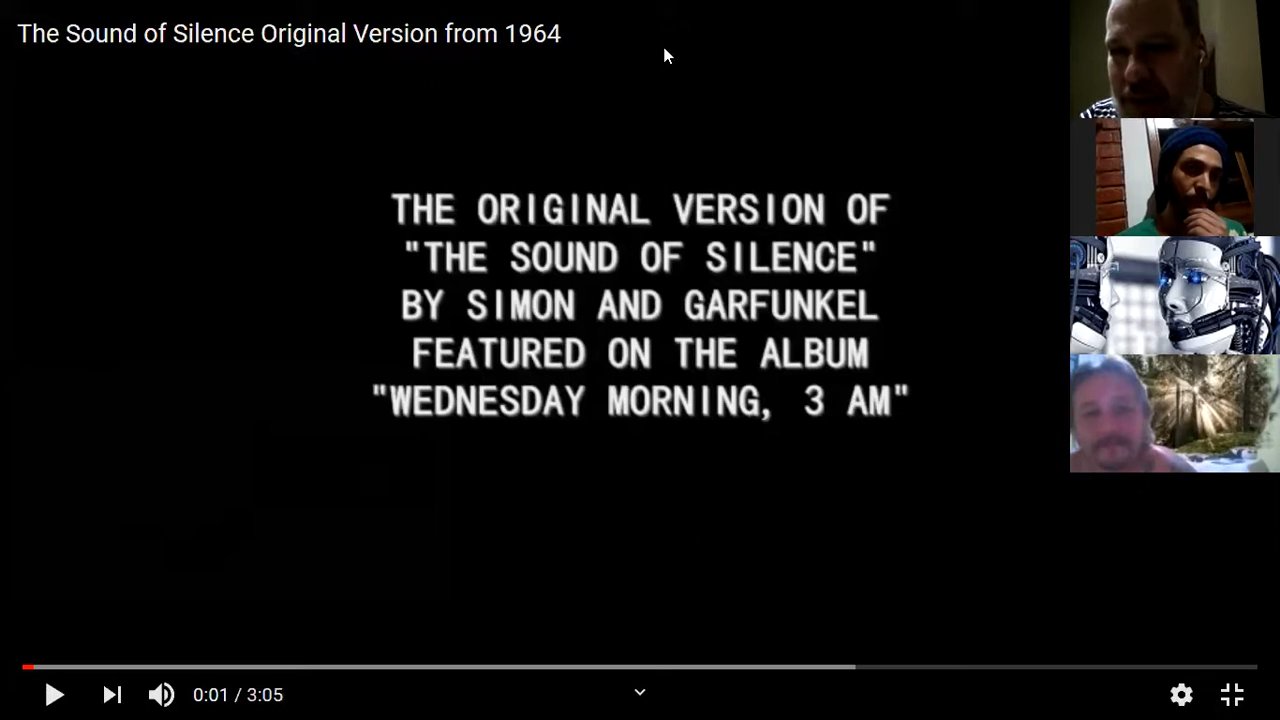 The Sound of Silence Original Version from 1964
THE ORIGINAL VERSION OF
"THE SOUND OF SILENCE"
BY SIMON AND GARFUNKEL
FEATURED ON THE ALBUM
"WEDNESDAY MORNING, 3 AM"
0:01 / 3:05